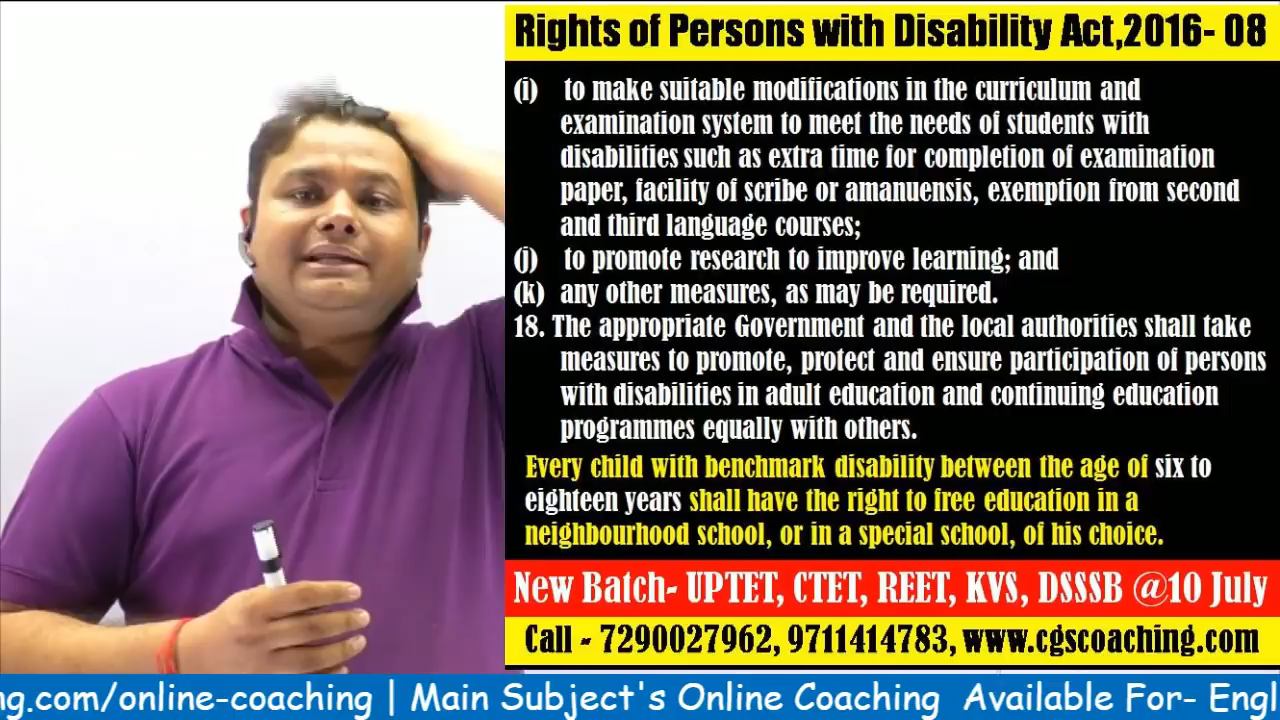 Rights of Persons with Disability Act,2016- 08
(i) to make suitable modifications in the curriculum and
examination system to meet the needs of students with
disabilities such as extra time for completion of examination
paper, facility of scribe or amanuensis, exemption from second
and third language courses;
(j) to promote research to improve learning; and
(k) any other measures, as may be required.
18. The appropriate Government and the local authorities shall take
measures to promote, protect and ensure participation of persons
with disabilities in adult education and continuing education
programmes equally with others.
Every child with benchmark disability between the age of six to
eighteen years shall have the right to free education in a
neighbourhood school, or in a special school, of his choice.
New Batch- UPTET, CTET, REET, KVS, DSSSB @10 July
Call - 7290027962, 9711414783, www.cgscoaching.com
ng.com/online-coaching | Main Subject's Online Coaching Available For- Engl